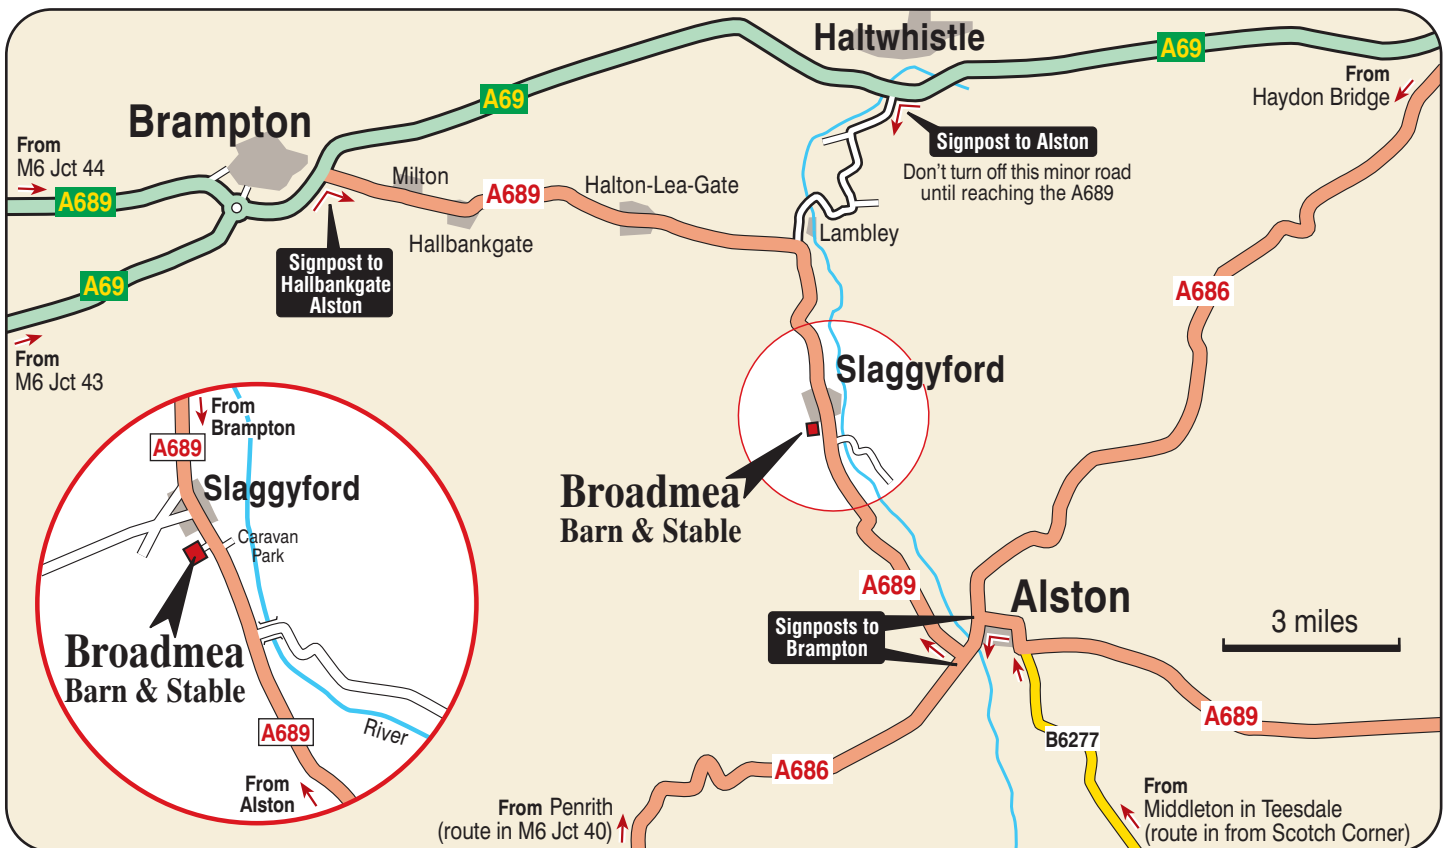 Haltwhistle
A69
From
Haydon Bridge
A69
Brampton
From
M6 Jct 44
A689
Signpost to Alston
Don't turn off this minor road
until reaching the A689
Milton
A689
Halton-Lea-Gate
Hallbankgate
Lambley
Signpost to
Hallbankgate
Alston
A69
From
M6 Jct 43
A686
Slaggyford
Broadmea
Barn & Stable
From
Brampton
A689
Slaggyford
Caravan
Park
Broadmea
Barn & Stable
A689
River
From
Alston
A689
Alston
Signposts to
Brampton
3 miles
A689
B6277
A686
From Penrith
(route in M6 Jct 40)
From
Middleton in Teesdale
(route in from Scotch Corner)